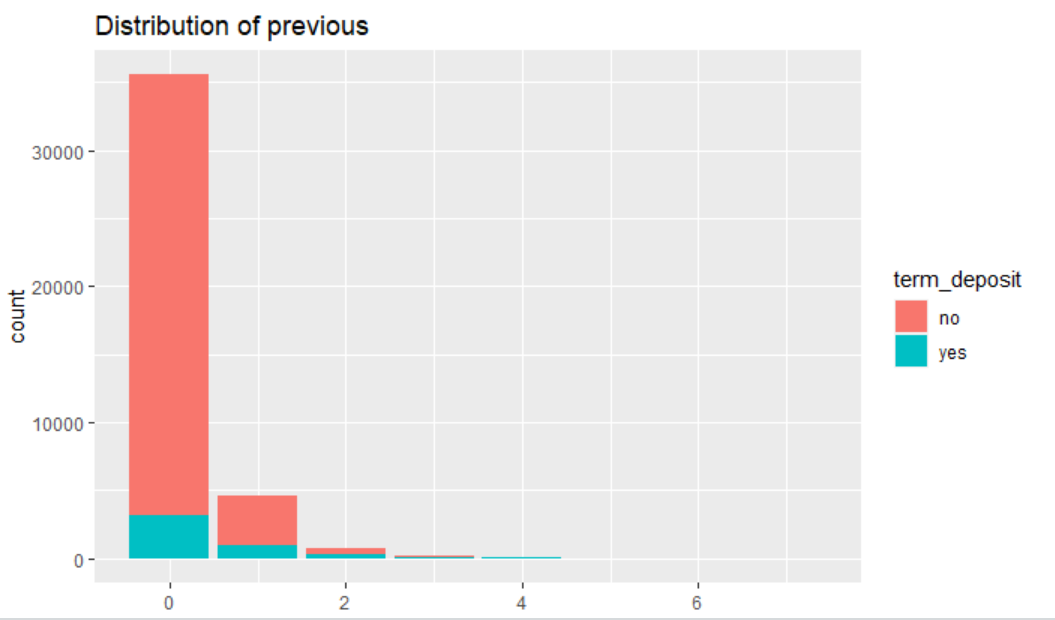 Distribution of previous
count
30000
20000
10000
0
0 2 4 6
term_deposit
no
yes